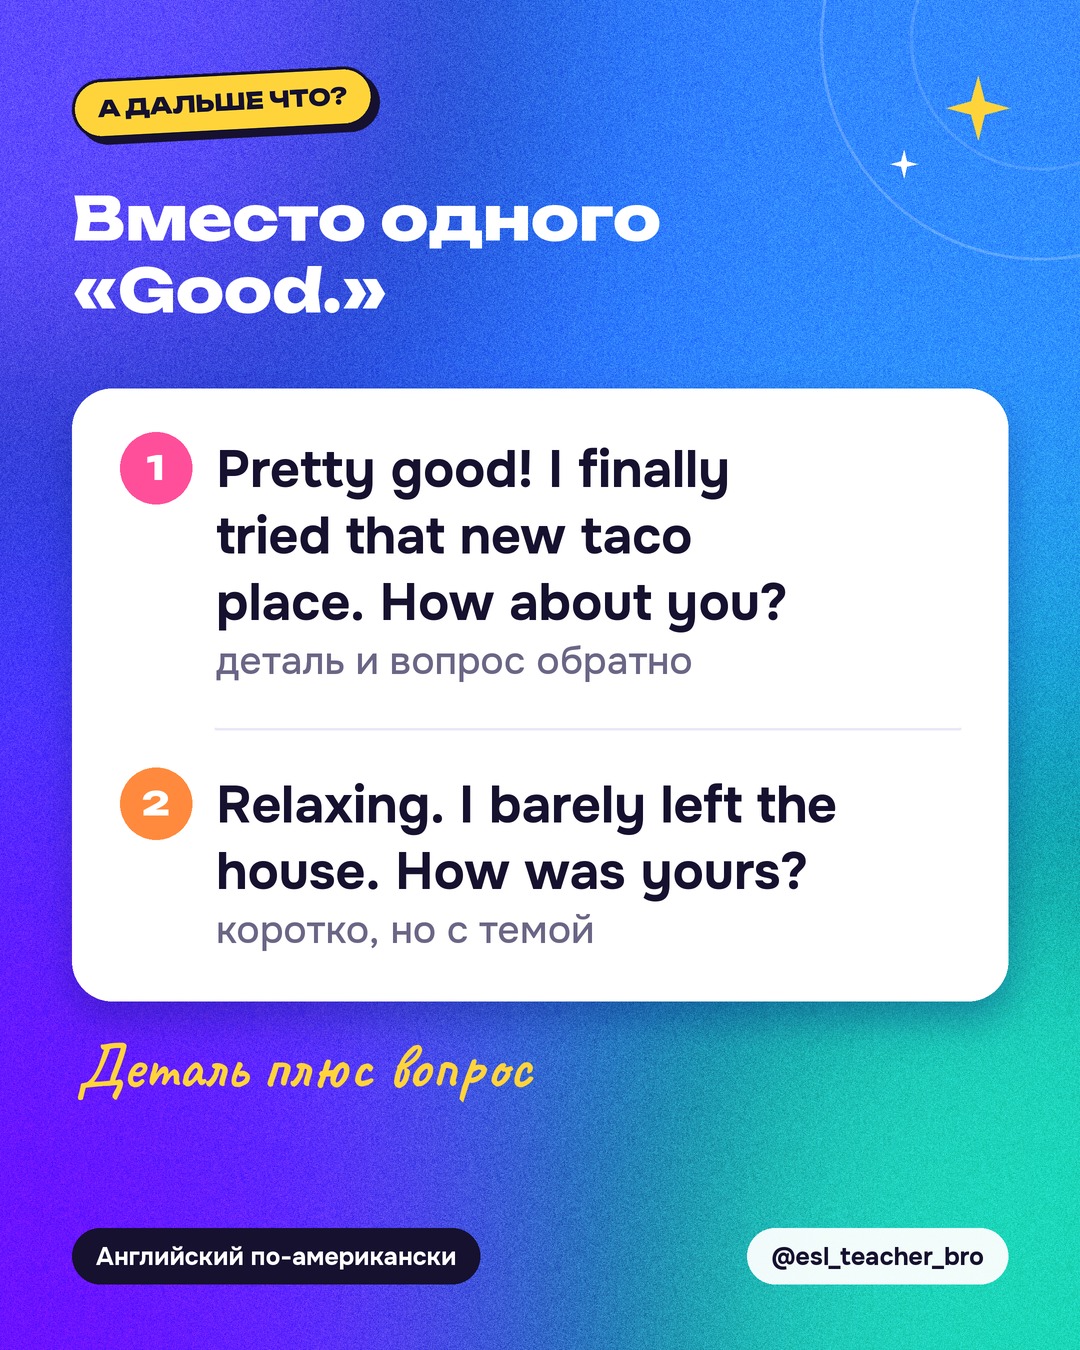 А ДАЛЬШЕ ЧТО?
Вместо одного
«Good.»
1
Pretty good! I finally
tried that new taco
place. How about you?
деталь и вопрос обратно
2
Relaxing. I barely left the
house. How was yours?
коротко, но с темой
Деталь плюс вопрос
Английский по-американски
@esl_teacher_bro